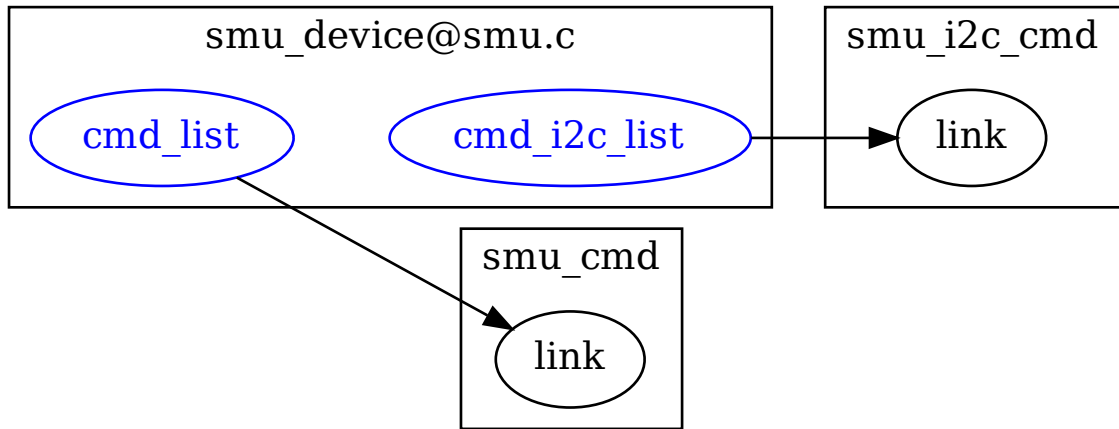 smu_device@smu.c
cmd_list
cmd_i2c_list
smu_i2c_cmd
link
smu_cmd
link